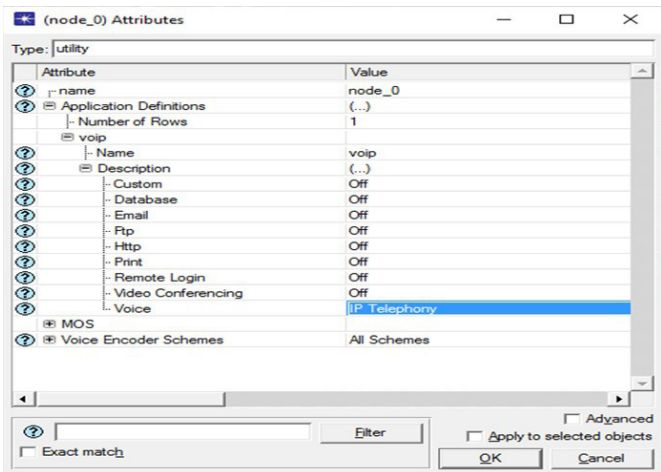 (node_0) Attributes
Type: utility
Attribute Value
name node_0
Application Definitions (...)
Number of Rows 1
voip
Name voip
Description (...)
Custom Off
Database Off
Email Off
Ftp Off
Http Off
Print Off
Remote Login Off
Video Conferencing Off
Voice IP Telephony
MOS
Voice Encoder Schemes All Schemes
Advanced
Filter Apply to selected objects
Exact match OK Cancel